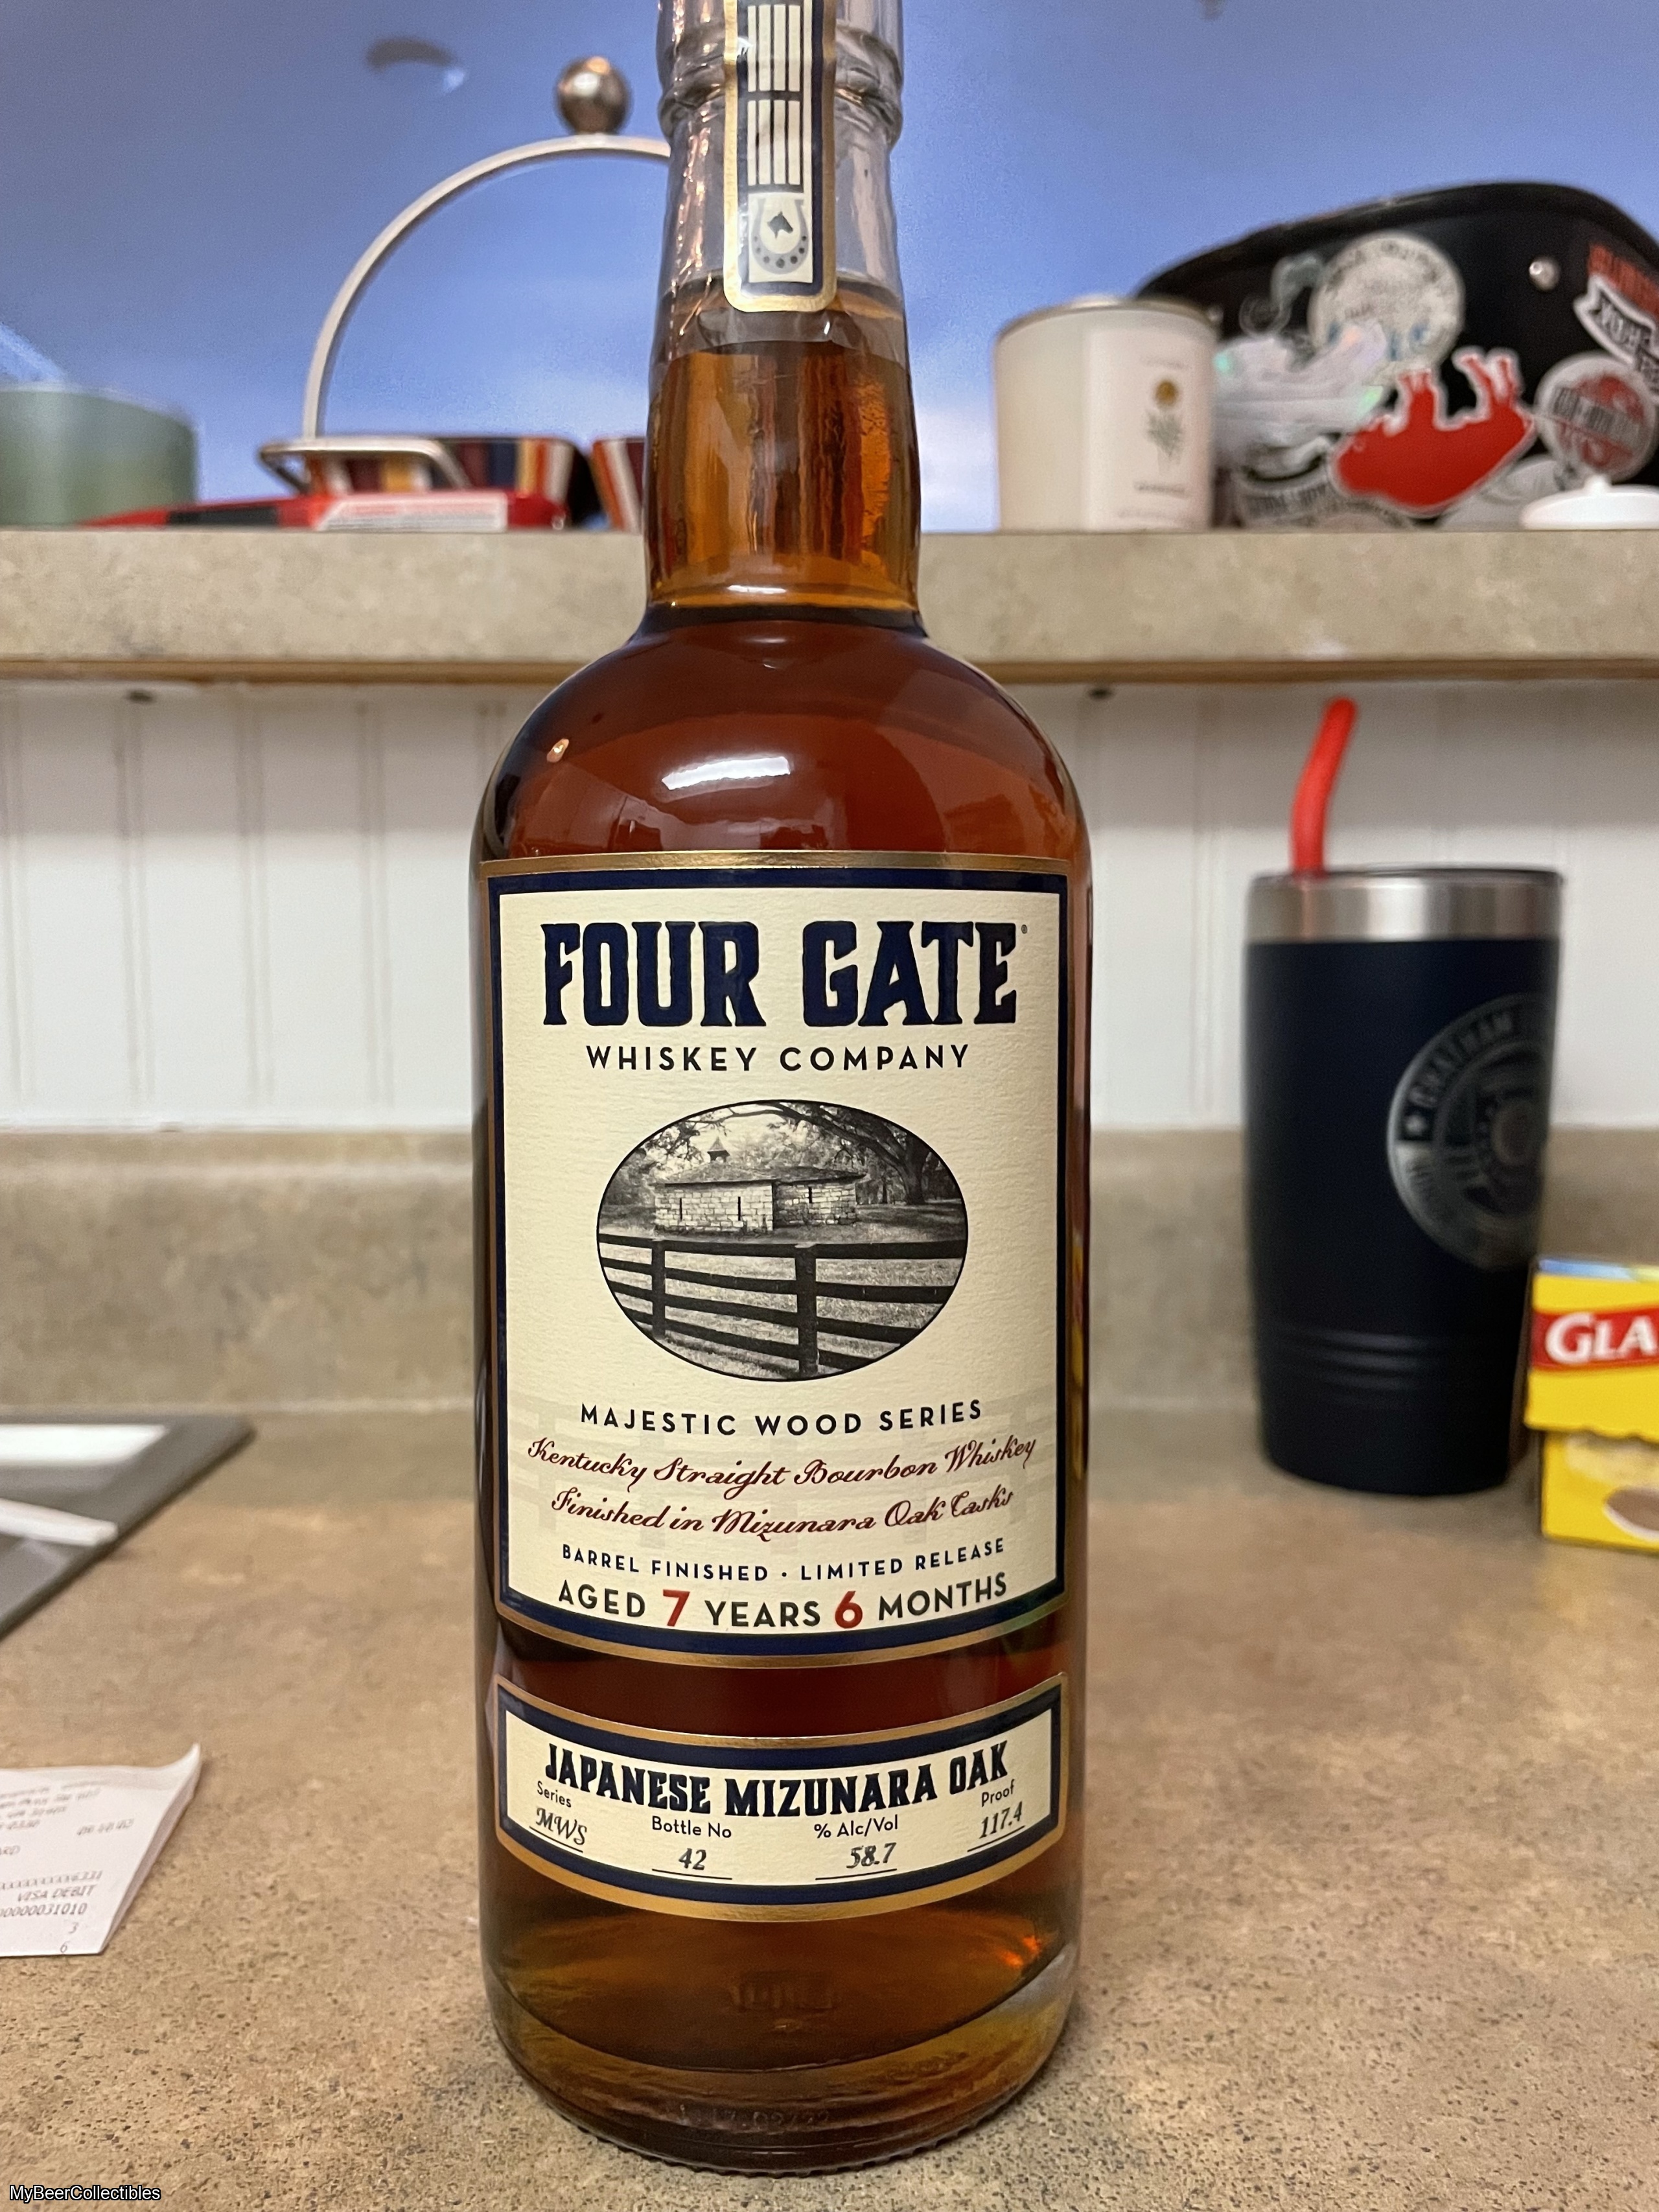 FOUR GATE®
WHISKEY COMPANY
MAJESTIC WOOD SERIES
Kentucky Straight Bourbon Whiskey
Finished in Mizunara Oak Casks
BARREL FINISHED · LIMITED RELEASE
AGED 7 YEARS 6 MONTHS
JAPANESE MIZUNARA OAK
Series Bottle No % Alc/Vol Proof
MWS 42 58.7 117.4
GLA
VISA DEBIT
3
6
MyBeerCollectibles